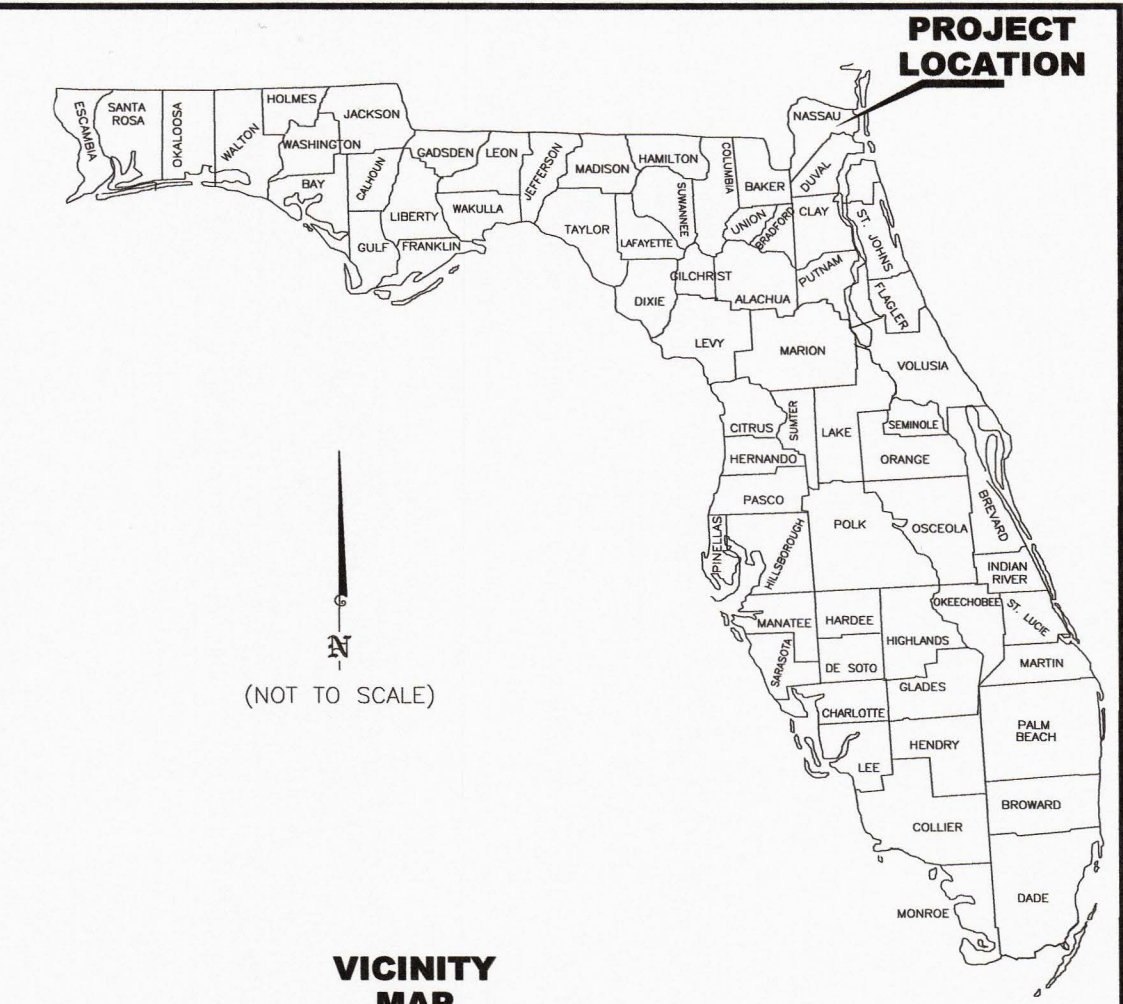 PROJECT
LOCATION
ESCAMBIA
SANTA
ROSA
OKALOOSA
WALTON
HOLMES
JACKSON
WASHINGTON
BAY
CALHOUN
GULF
GADSDEN
LEON
LIBERTY
WAKULLA
FRANKLIN
JEFFERSON
MADISON
TAYLOR
HAMILTON
SUWANNEE
LAFAYETTE
DIXIE
COLUMBIA
BAKER
NASSAU
DUVAL
UNION
BRADFORD
CLAY
ST. JOHNS
GILCHRIST
ALACHUA
PUTNAM
FLAGLER
LEVY
MARION
VOLUSIA
CITRUS
SUMTER
LAKE
SEMINOLE
HERNANDO
ORANGE
PASCO
PINELLAS
HILLSBOROUGH
POLK
OSCEOLA
BREVARD
INDIAN
RIVER
MANATEE
HARDEE
HIGHLANDS
OKEECHOBEE
ST. LUCIE
SARASOTA
DE SOTO
MARTIN
CHARLOTTE
GLADES
LEE
HENDRY
PALM
BEACH
COLLIER
BROWARD
MONROE
DADE
N
(NOT TO SCALE)
VICINITY
MAP